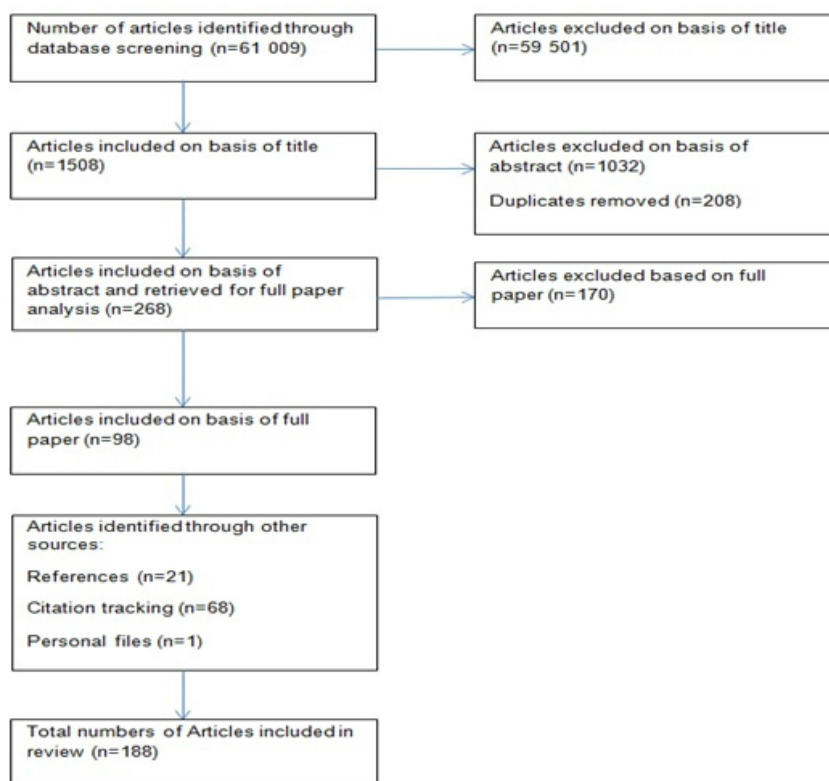 Number of articles identified through
database screening (n=61 009)
Articles excluded on basis of title
(n=59 501)
Articles included on basis of title
(n=1508)
Articles excluded on basis of
abstract (n=1032)
Duplicates removed (n=208)
Articles included on basis of
abstract and retrieved for full paper
analysis (n=268)
Articles excluded based on full
paper (n=170)
Articles included on basis of full
paper (n=98)
Articles identified through other
sources:
References (n=21)
Citation tracking (n=68)
Personal files (n=1)
Total numbers of Articles included in
review (n=188)